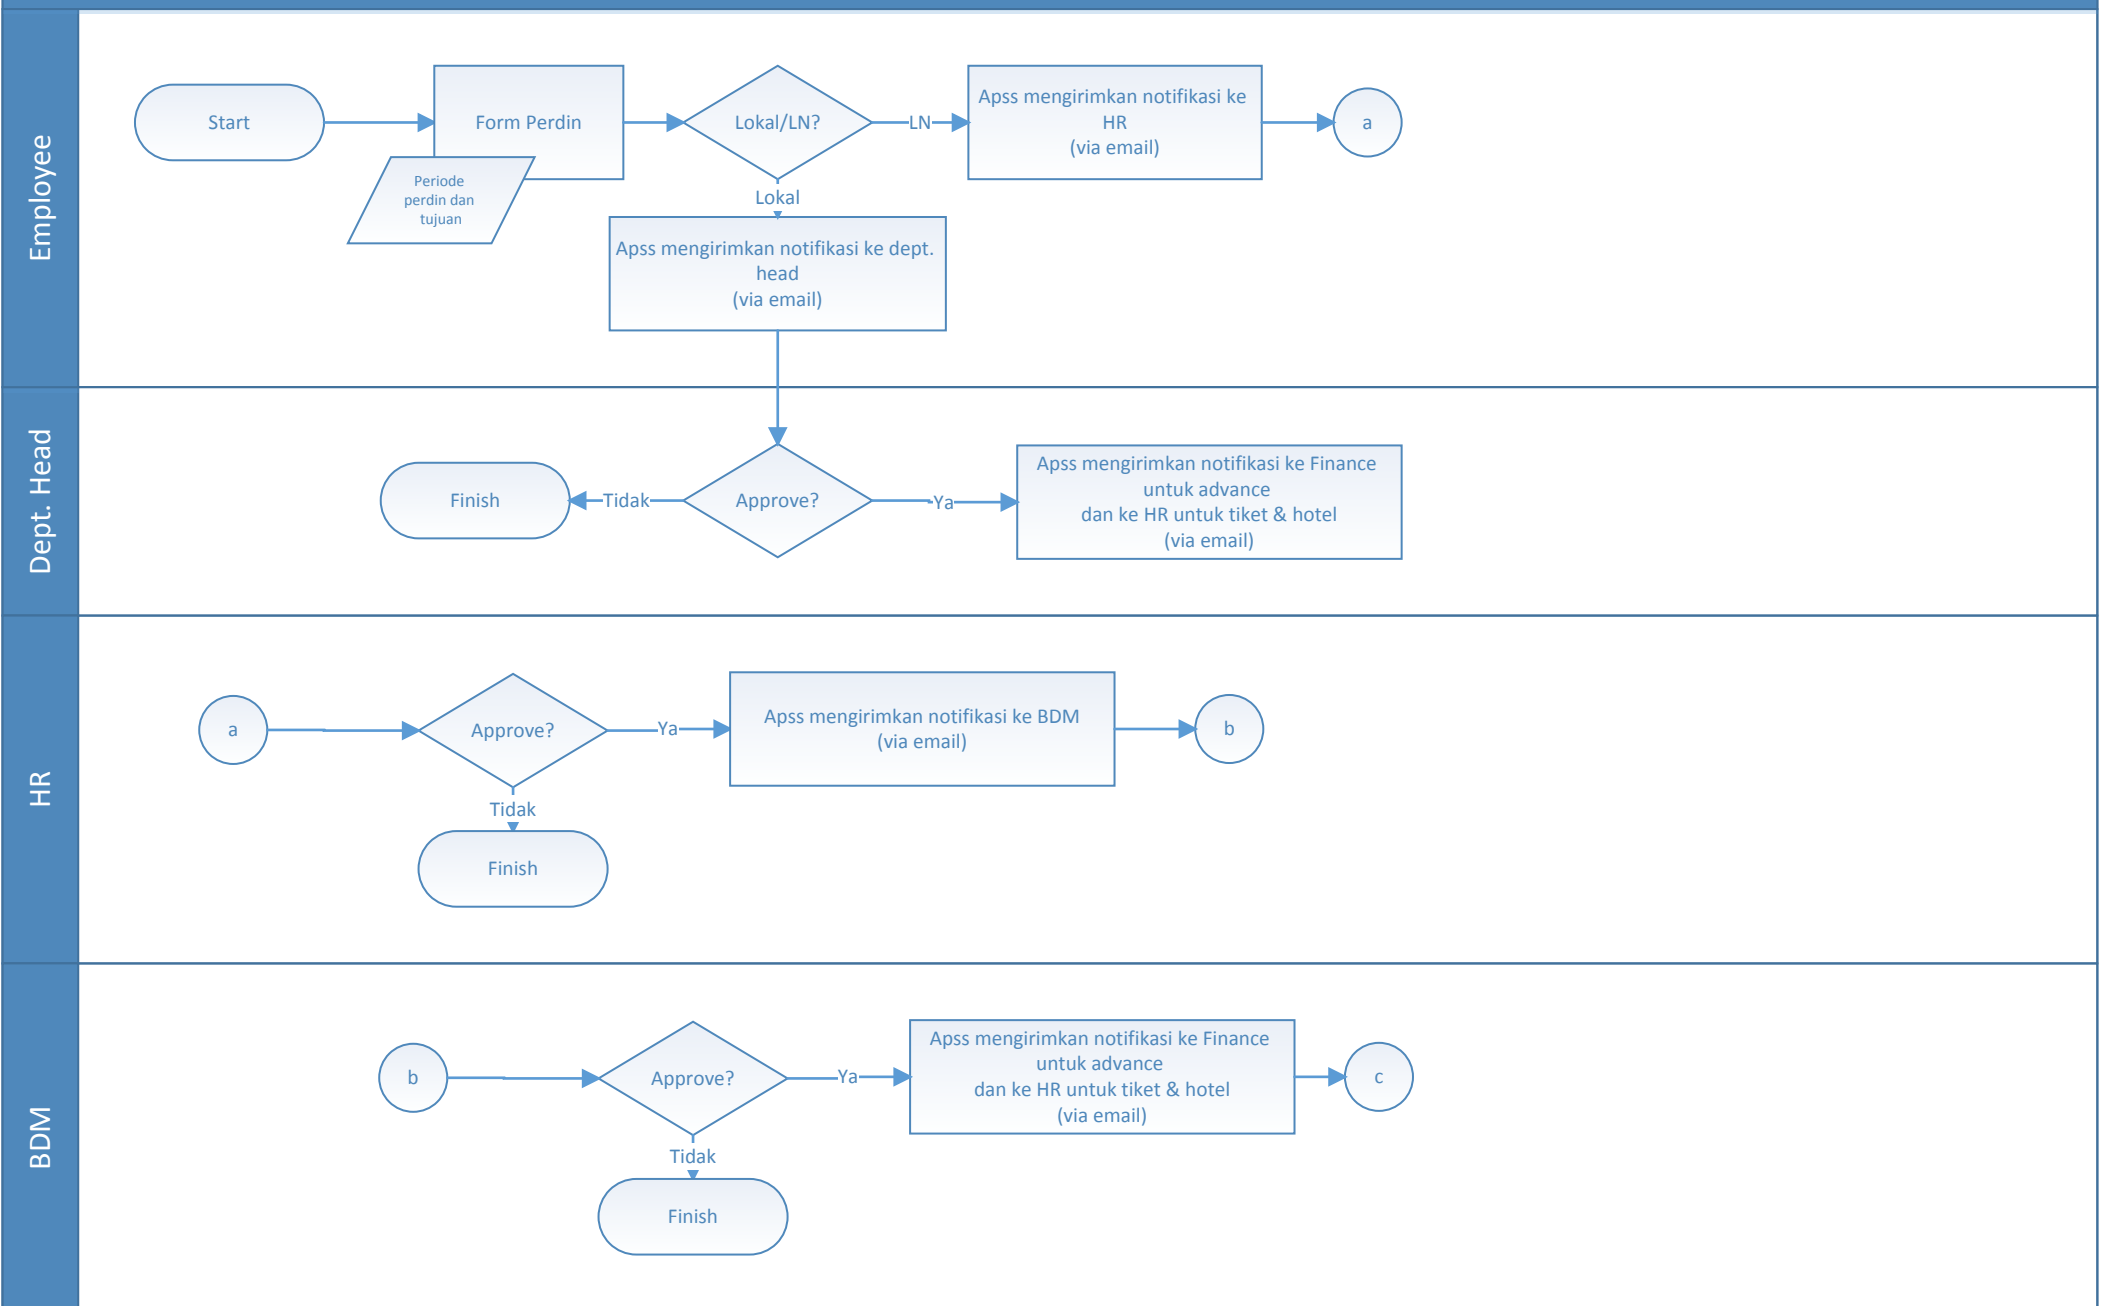 Employee
Start
Form Perdin
Periode
perdin dan
tujuan
Lokal/LN?
LN
Apss mengirimkan notifikasi ke
HR
(via email)
a
Lokal
Apss mengirimkan notifikasi ke dept.
head
(via email)
Dept. Head
Finish
Tidak
Approve?
Ya
Apss mengirimkan notifikasi ke Finance
untuk advance
dan ke HR untuk tiket & hotel
(via email)
HR
a
Approve?
Ya
Apss mengirimkan notifikasi ke BDM
(via email)
b
Tidak
Finish
BDM
b
Approve?
Ya
Apss mengirimkan notifikasi ke Finance
untuk advance
dan ke HR untuk tiket & hotel
(via email)
c
Tidak
Finish